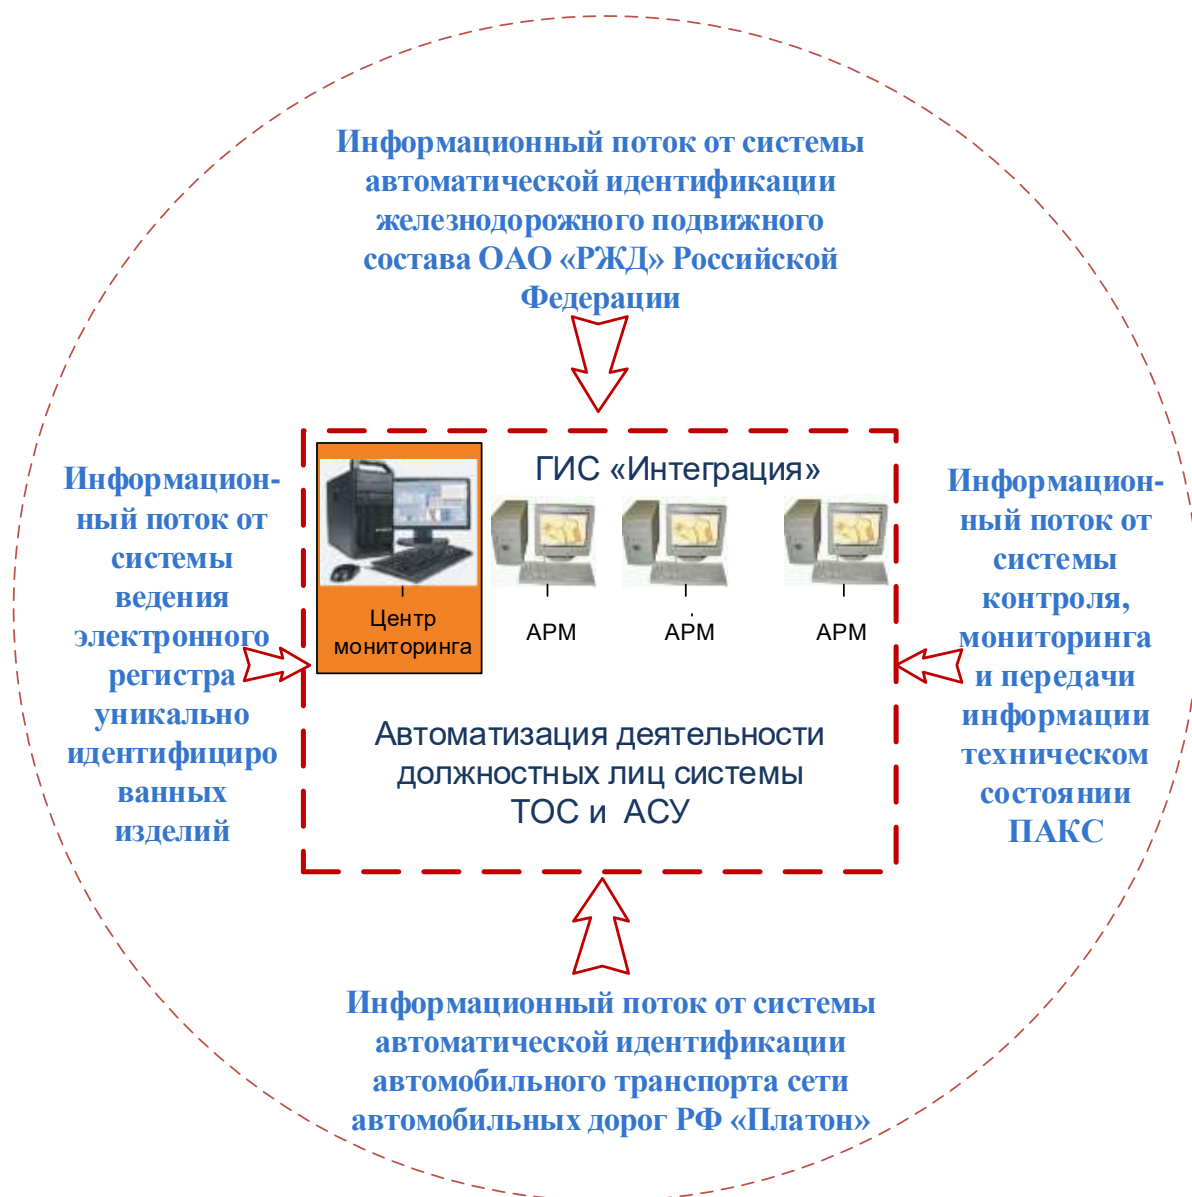 Информационный поток от системы
автоматической идентификации
железнодорожного подвижного
состава ОАО «РЖД» Российской
Федерации
Информацион-
ный поток от
системы
ведения
электронного
регистра
уникально
идентифициро
ванных
изделий
ГИС «Интеграция»
Центр
мониторинга
АРМ
АРМ
АРМ
Автоматизация деятельности
должностных лиц системы
ТОС и АСУ
Информацион-
ный поток от
системы
контроля,
мониторинга
и передачи
информации
техническом
состоянии
ПАКС
Информационный поток от системы
автоматической идентификации
автомобильного транспорта сети
автомобильных дорог РФ «Платон»